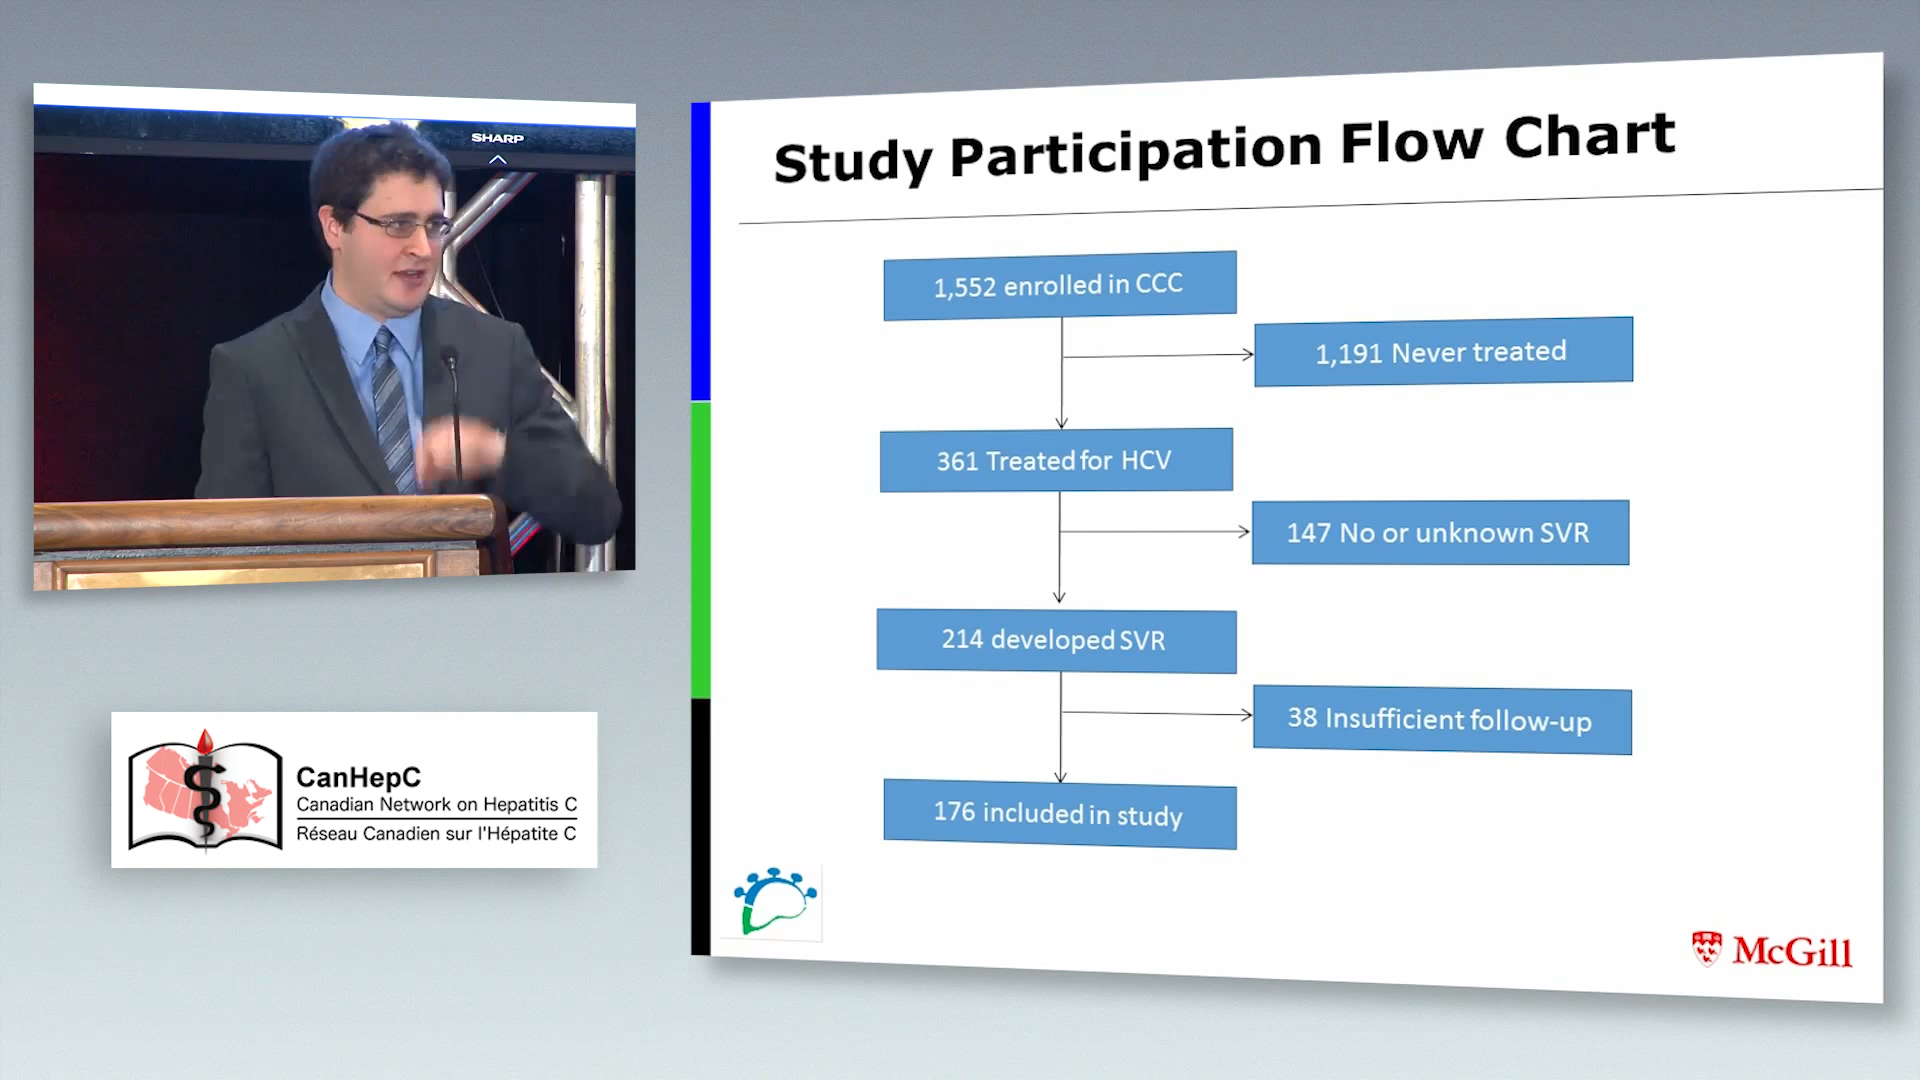 SHARP
Study Participation Flow Chart
1,552 enrolled in CCC
1,191 Never treated
361 Treated for HCV
147 No or unknown SVR
214 developed SVR
38 Insufficient follow-up
176 included in study
CanHepC
Canadian Network on Hepatitis C
Réseau Canadien sur l'Hépatite C
McGill